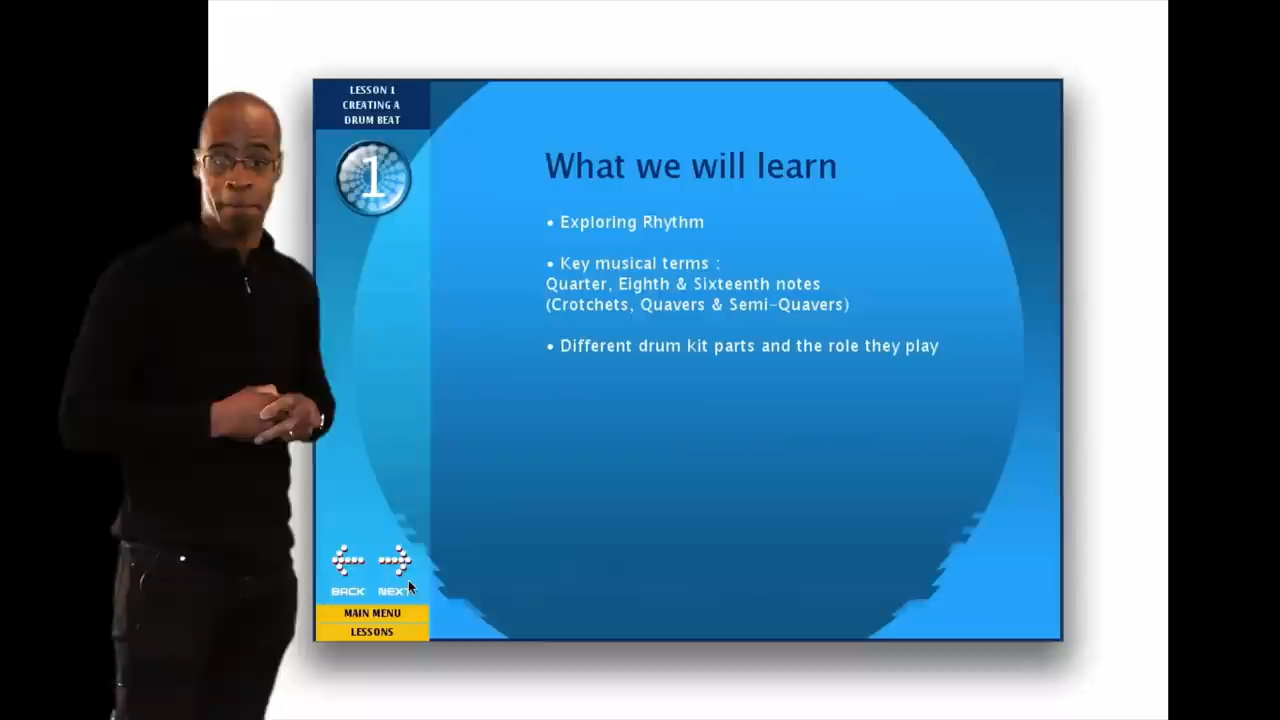 LESSON 1
CREATING A
DRUM BEAT
1
What we will learn
• Exploring Rhythm
• Key musical terms :
Quarter, Eighth & Sixteenth notes
(Crotchets, Quavers & Semi-Quavers)
• Different drum kit parts and the role they play
BACK NEXT
MAIN MENU
LESSONS